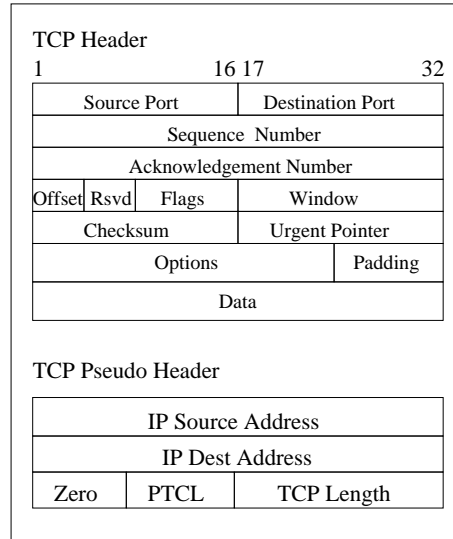 TCP Header
1 16 17 32
Source Port Destination Port
Sequence Number
Acknowledgement Number
Offset Rsvd Flags Window
Checksum Urgent Pointer
Options Padding
Data
TCP Pseudo Header
IP Source Address
IP Dest Address
Zero PTCL TCP Length